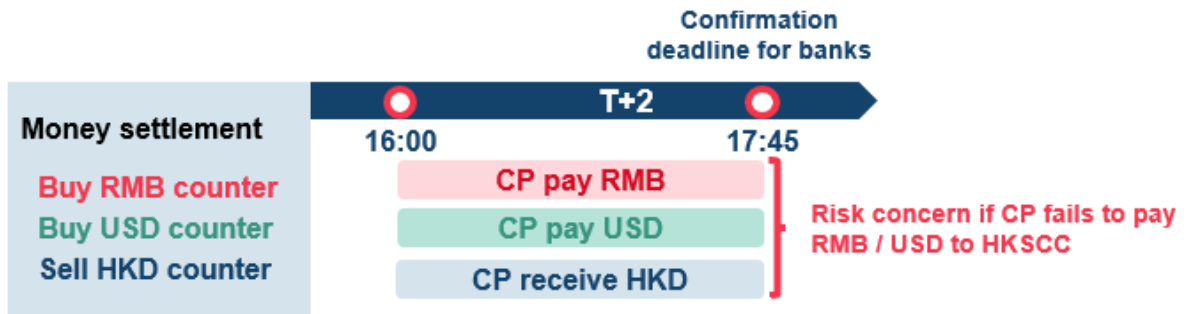 Confirmation
deadline for banks
T+2
Money settlement
16:00
17:45
Buy RMB counter
CP pay RMB
Buy USD counter
CP pay USD
Sell HKD counter
CP receive HKD
Risk concern if CP fails to pay
RMB / USD to HKSCC